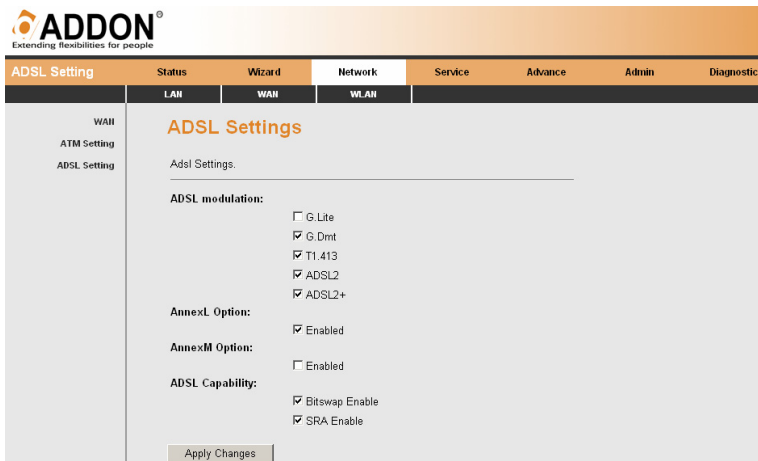 ADDON®
Extending flexibilities for people
ADSL Setting Status Wizard Network Service Advance Admin Diagnostic
LAN WAN WLAN
WAN
ATM Setting
ADSL Setting
ADSL Settings
Adsl Settings.
ADSL modulation:
G.Lite
G.Dmt
T1.413
ADSL2
ADSL2+
AnnexL Option:
Enabled
AnnexM Option:
Enabled
ADSL Capability:
Bitswap Enable
SRA Enable
Apply Changes